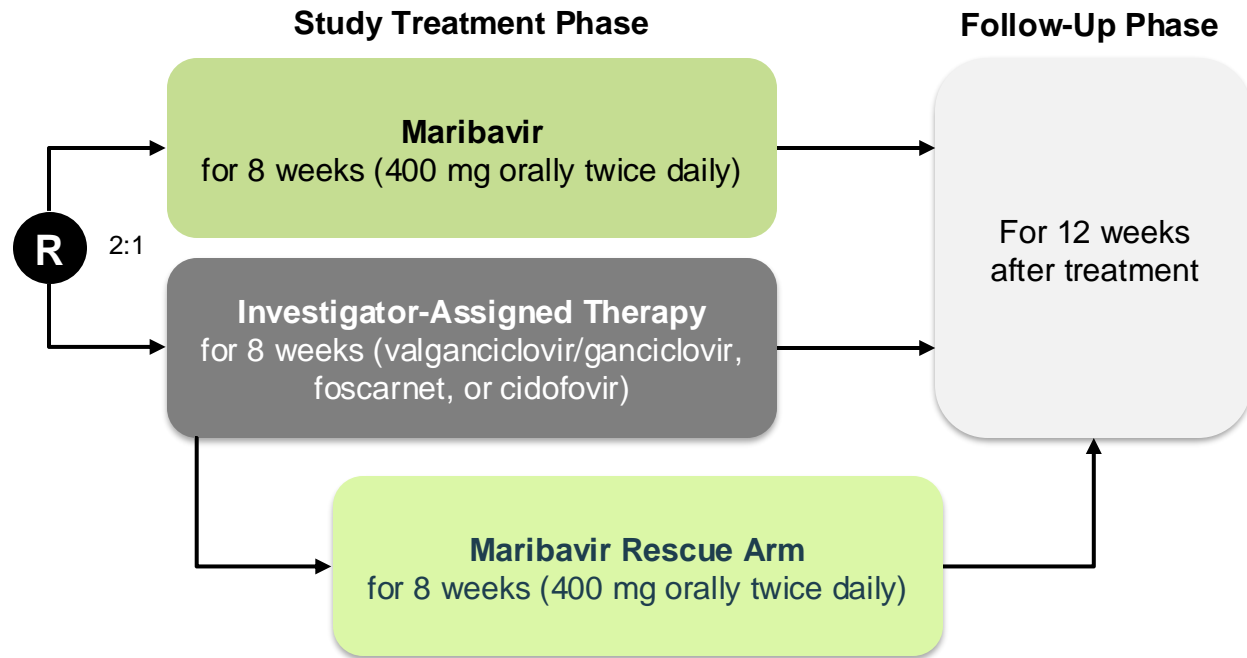 Study Treatment Phase
Follow-Up Phase
Maribavir
for 8 weeks (400 mg orally twice daily)
R
2:1
For 12 weeks
after treatment
Investigator-Assigned Therapy
for 8 weeks (valganciclovir/ganciclovir,
foscarnet, or cidofovir)
Maribavir Rescue Arm
for 8 weeks (400 mg orally twice daily)